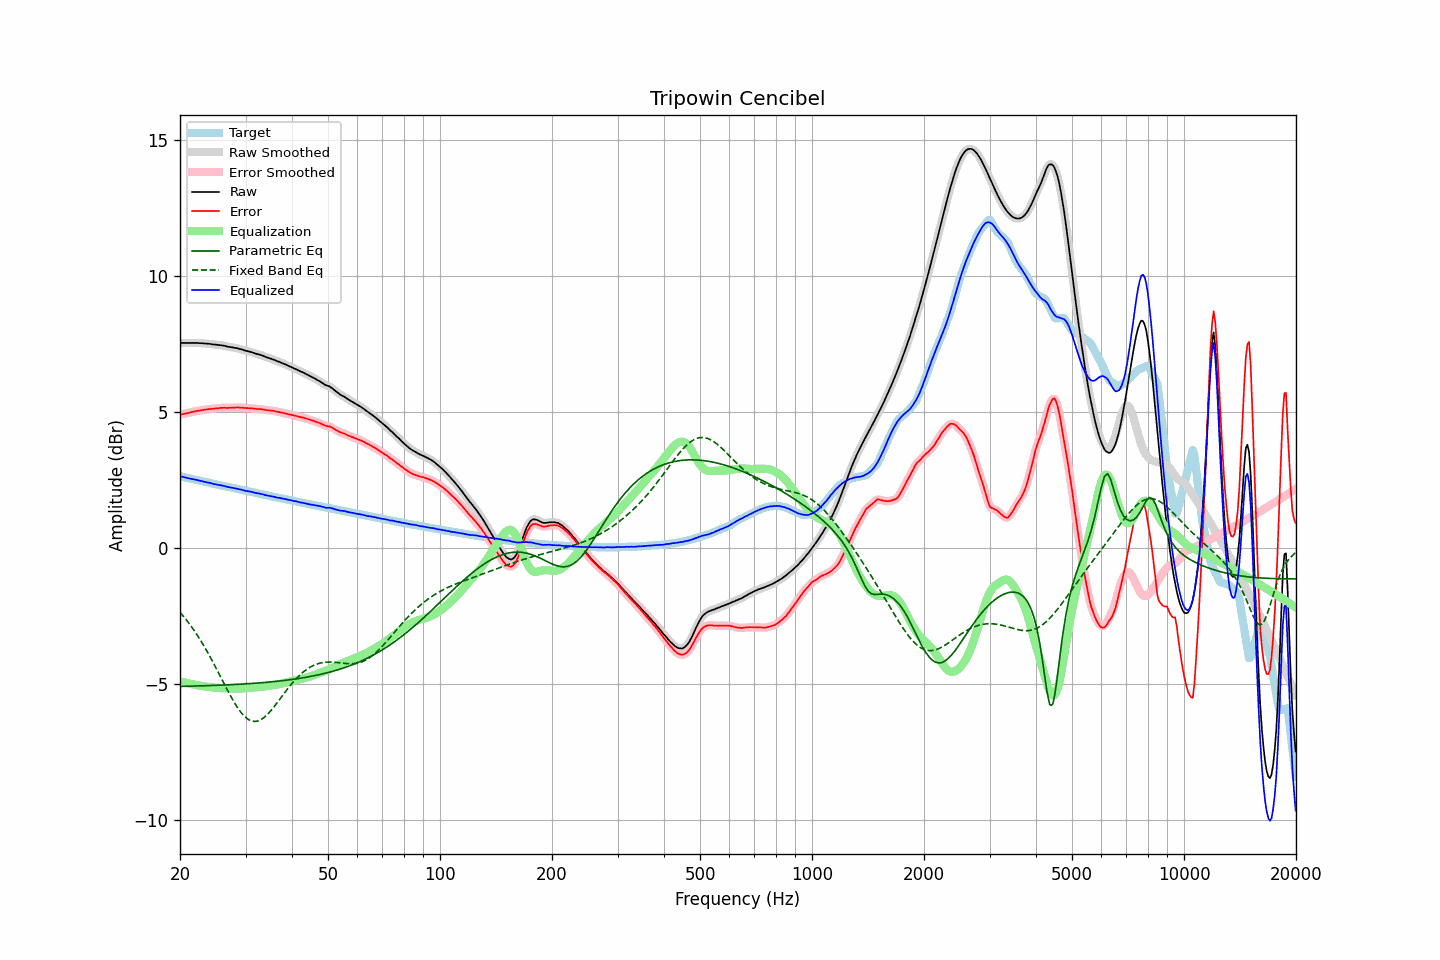 Tripowin Cencibel
Target
Raw Smoothed
Error Smoothed
Raw
Error
Equalization
Parametric Eq
Fixed Band Eq
Equalized
15
10
5
0
−5
−10
Amplitude (dBr)
20
50
100
200
500
1000
2000
5000
10000
20000
Frequency (Hz)